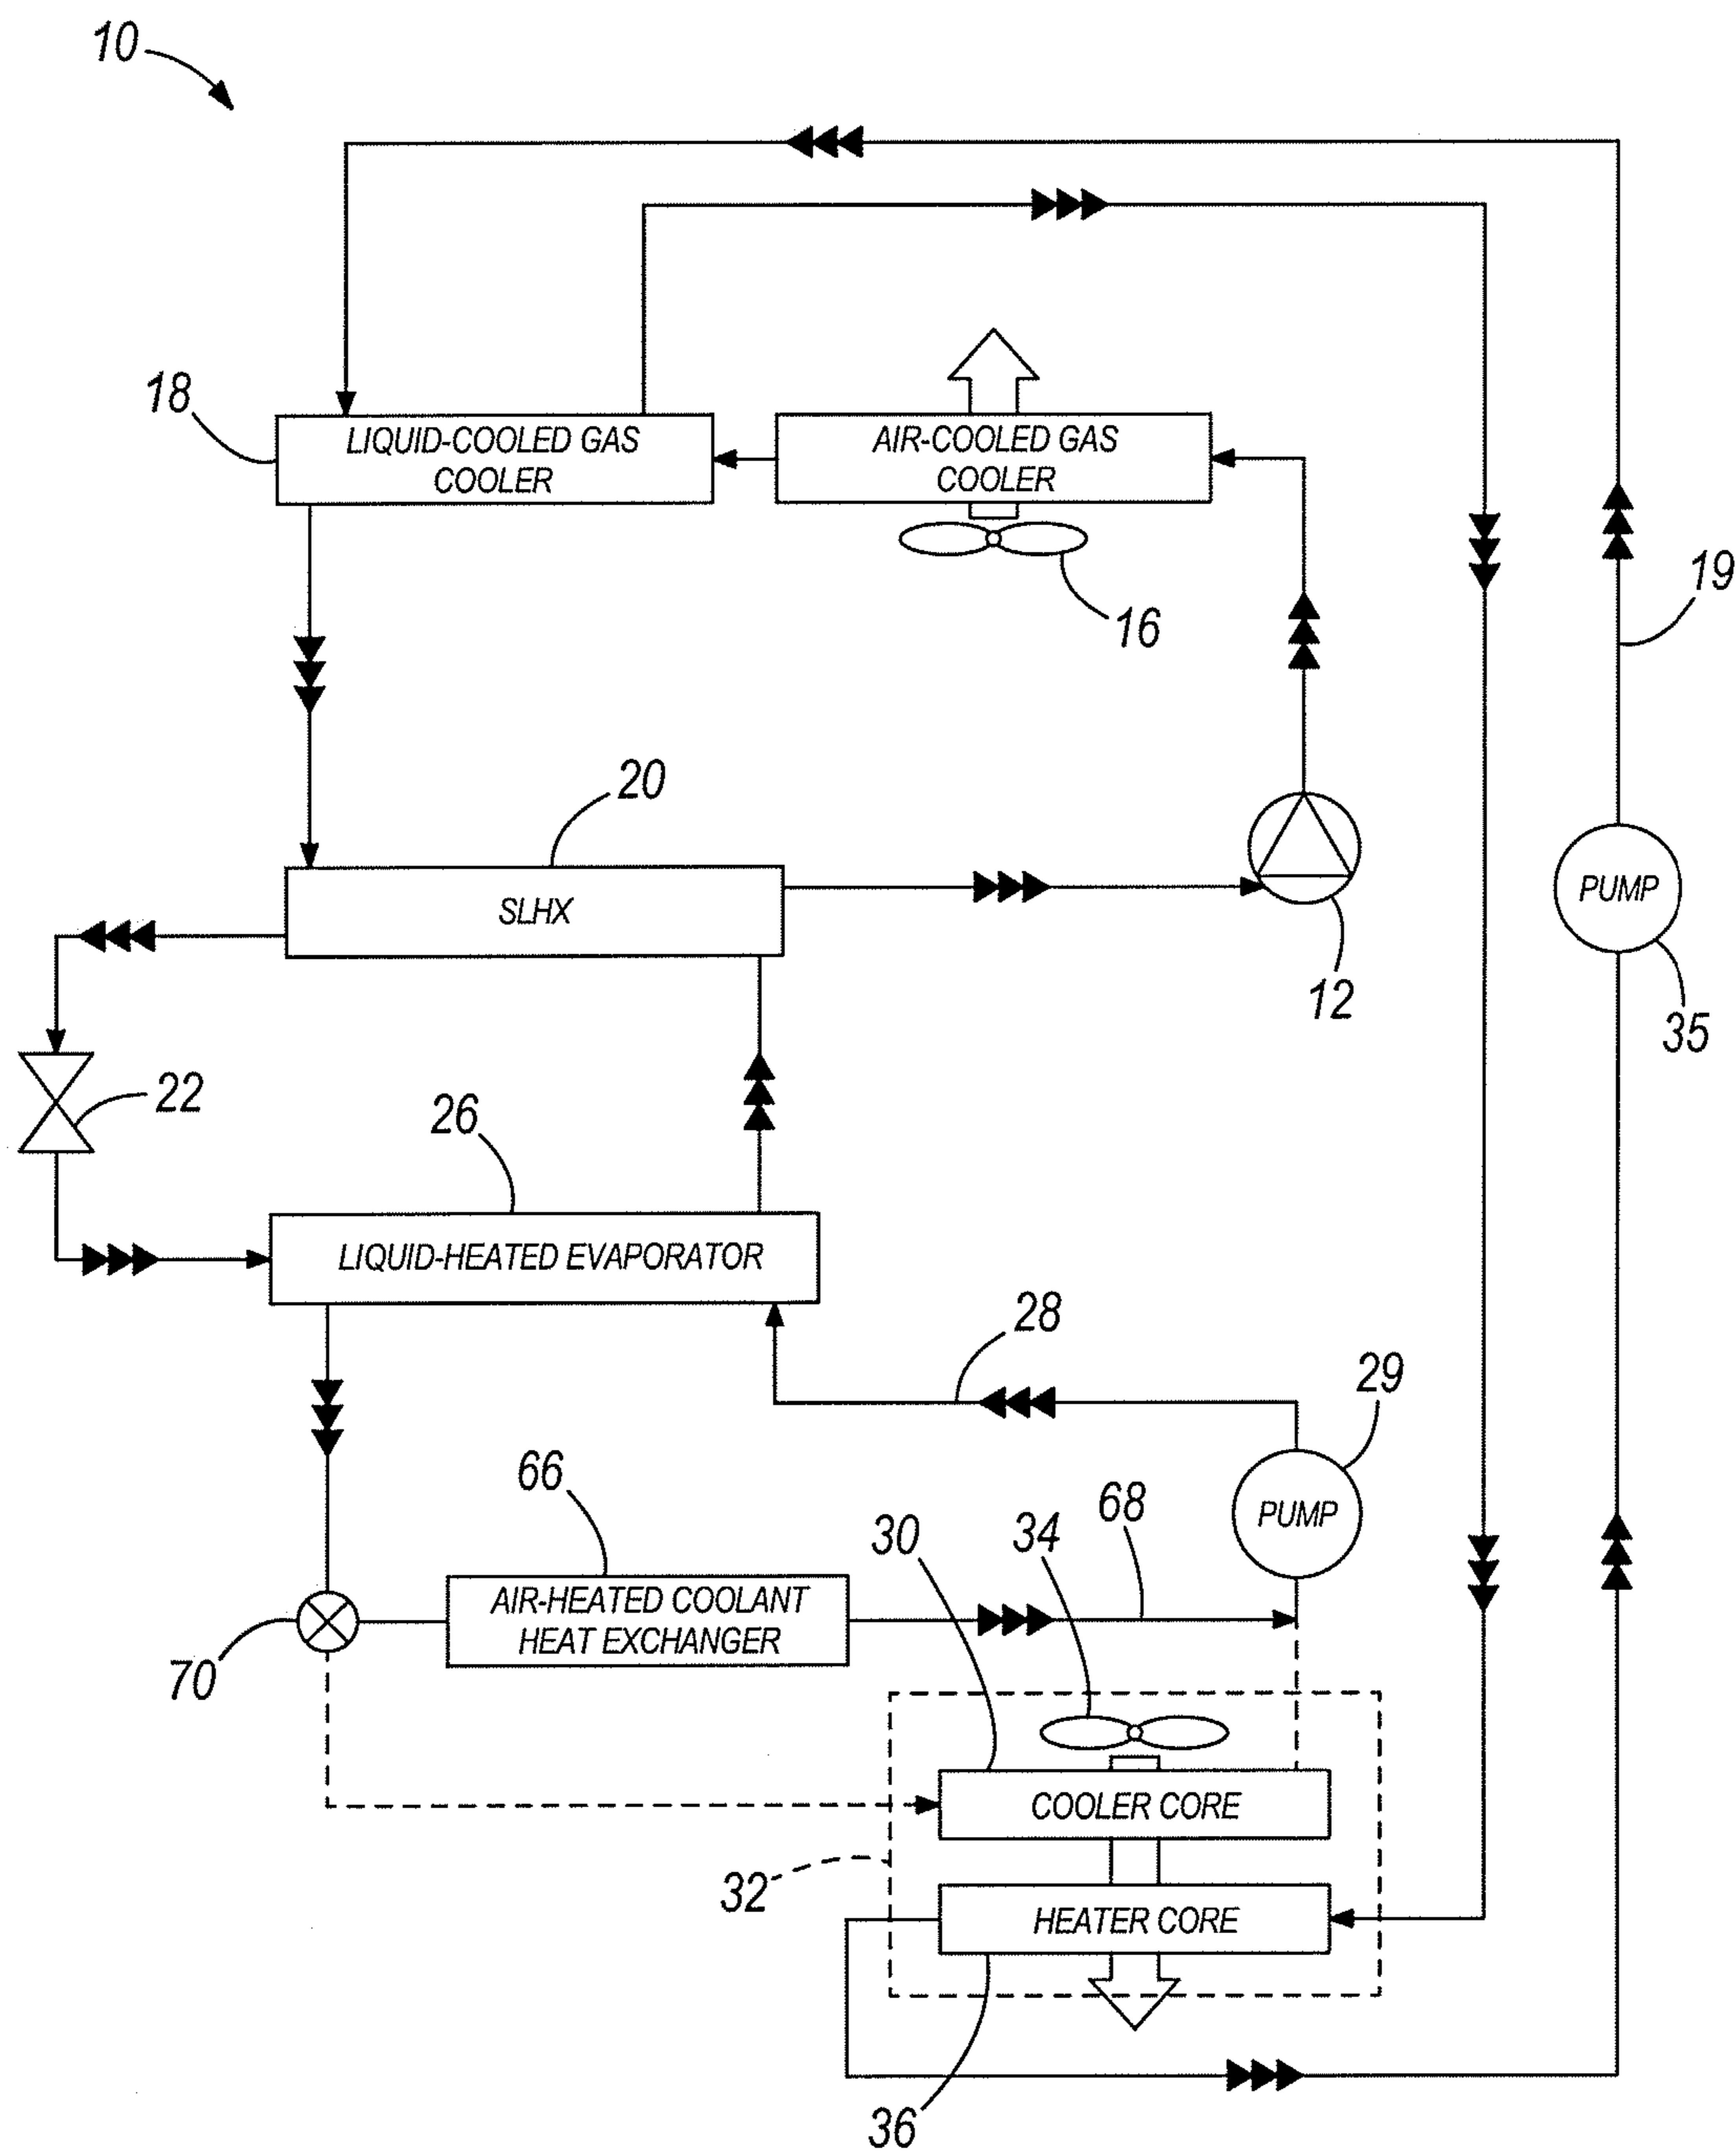 10
18
LIQUID-COOLED GAS
COOLER
AIR-COOLED GAS
COOLER
16
19
20
SLHX
12
PUMP
35
22
26
LIQUID-HEATED EVAPORATOR
28
29
66
68
PUMP
30
34
AIR-HEATED COOLANT
HEAT EXCHANGER
70
COOLER CORE
32
HEATER CORE
36